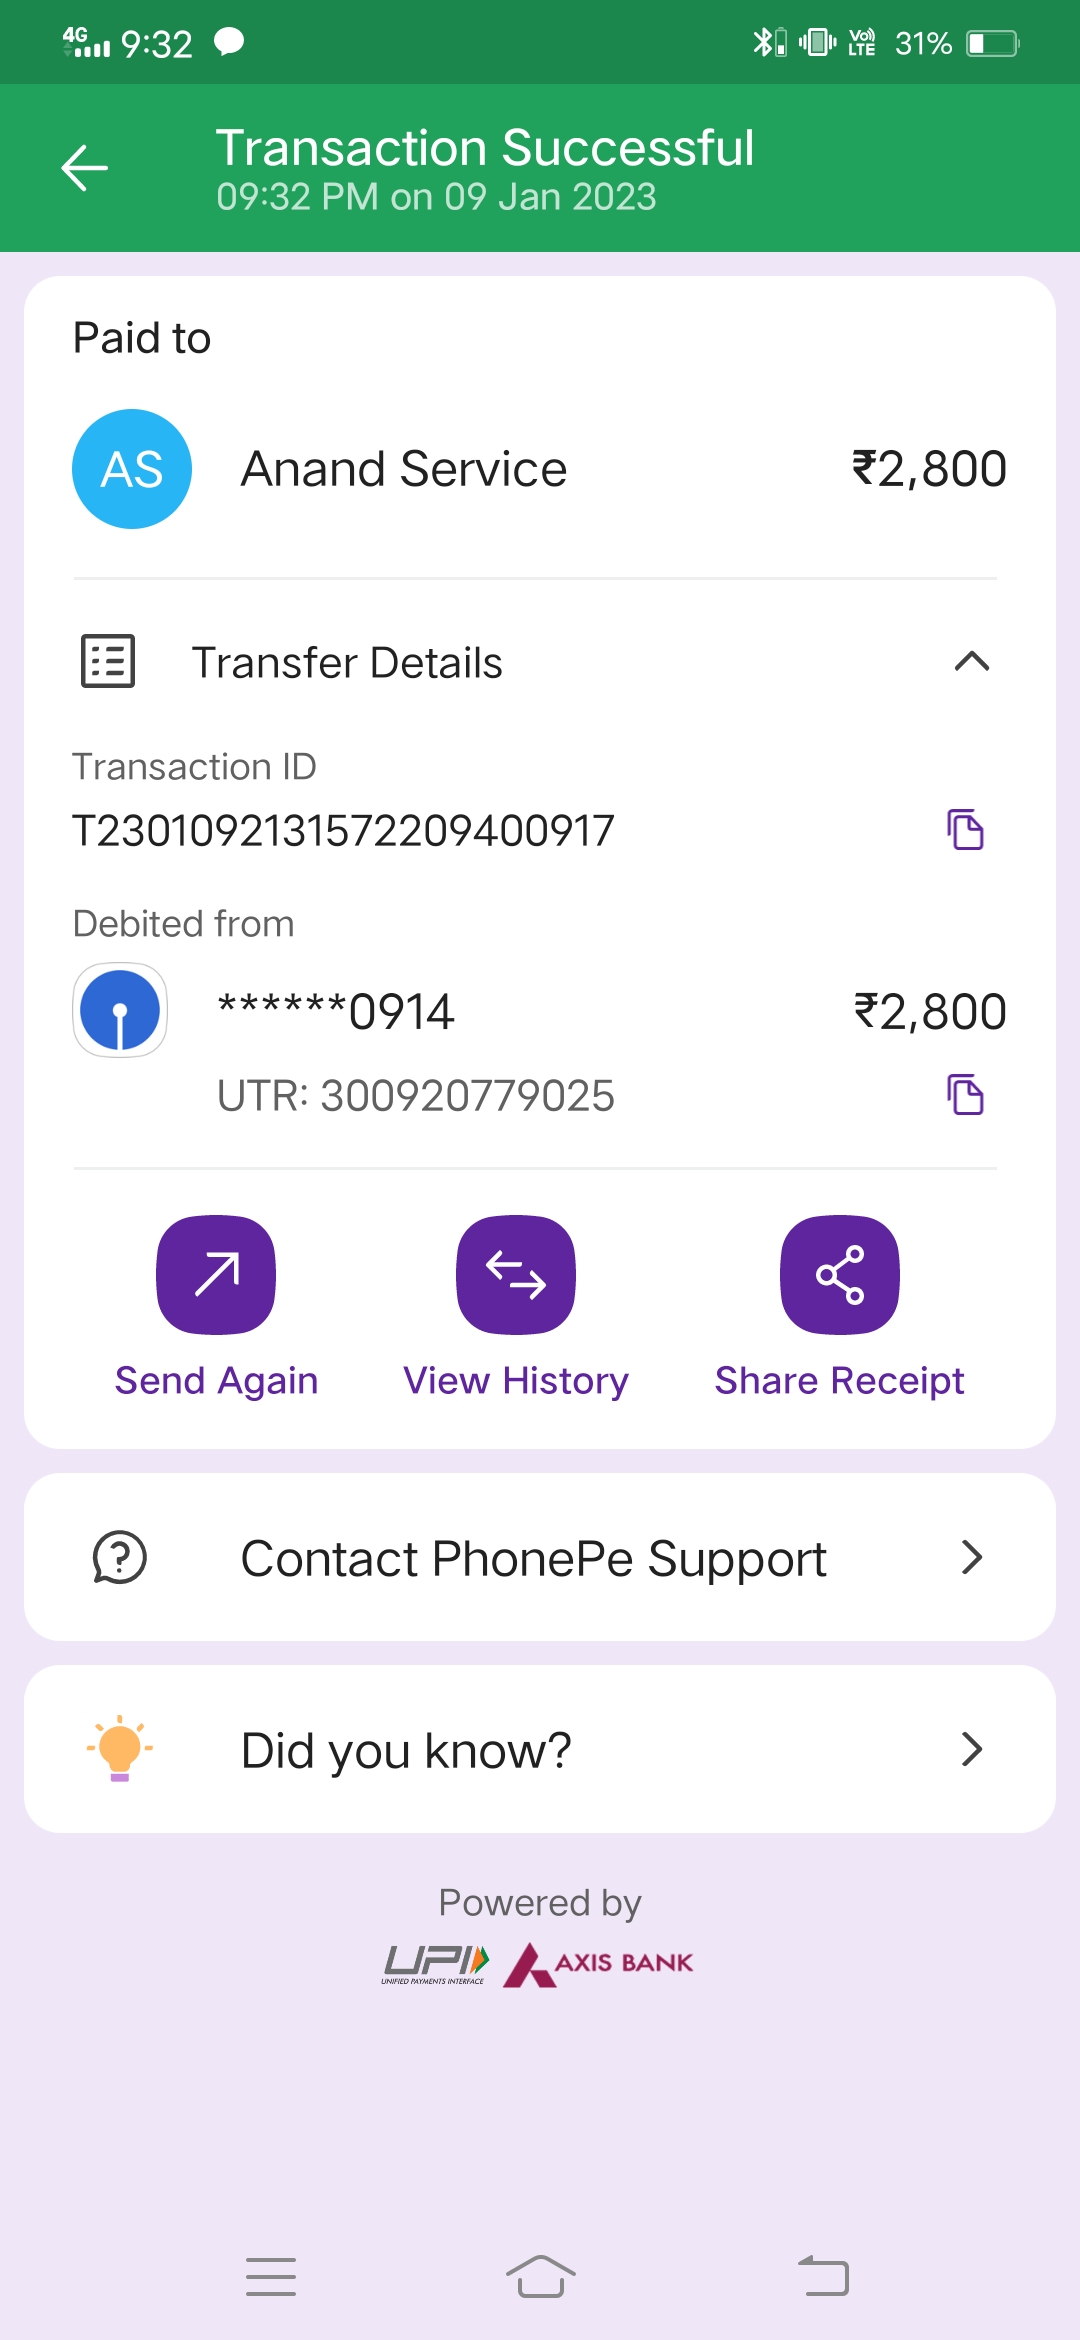 4G 9:32 Vo)) LTE 31%
Transaction Successful
09:32 PM on 09 Jan 2023
Paid to
AS Anand Service ₹2,800
Transfer Details
Transaction ID
T2301092131572209400917
Debited from
******0914 ₹2,800
UTR: 300920779025
Send Again View History Share Receipt
Contact PhonePe Support
Did you know?
Powered by
UPI AXIS BANK
UNIFIED PAYMENTS INTERFACE